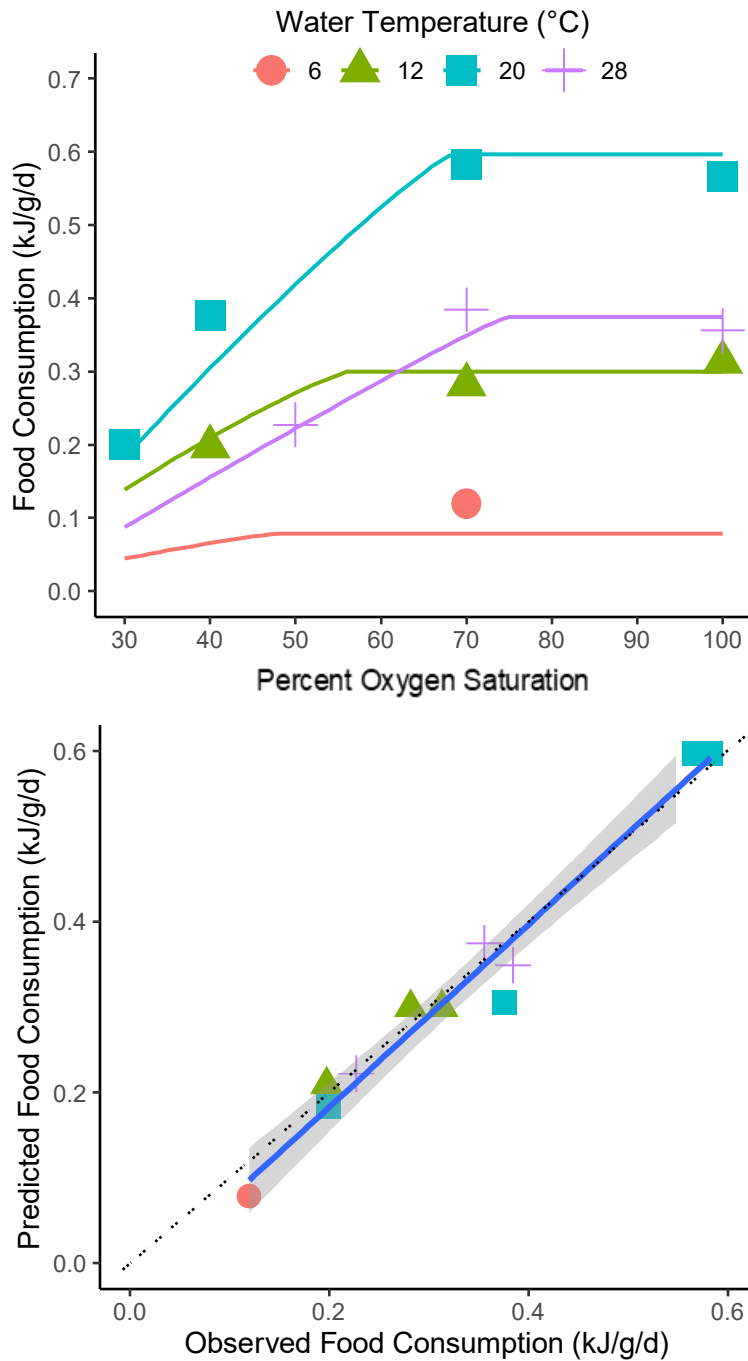 Water Temperature (°C)
6 12 20 28
Food Consumption (kJ/g/d)
0.7
0.6
0.5
0.4
0.3
0.2
0.1
0.0
30 40 50 60 70 80 90 100
Percent Oxygen Saturation
Predicted Food Consumption (kJ/g/d)
0.6
0.4
0.2
0.0
0.0 0.2 0.4 0.6
Observed Food Consumption (kJ/g/d)